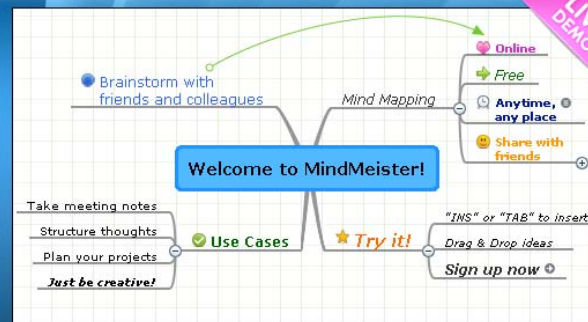 LIVE
DEMO
Online
Free
Anytime,
any place
Share with
friends
Mind Mapping
Brainstorm with
friends and colleagues
Welcome to MindMeister!
Take meeting notes
Structure thoughts
Plan your projects
Just be creative!
Use Cases
Try it!
"INS" or "TAB" to insert
Drag & Drop ideas
Sign up now